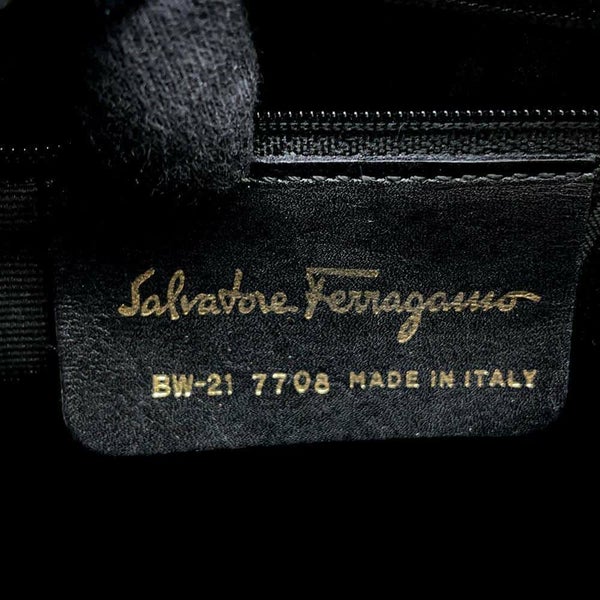 Salvatore Ferragamo
BW-21 7708 MADE IN ITALY